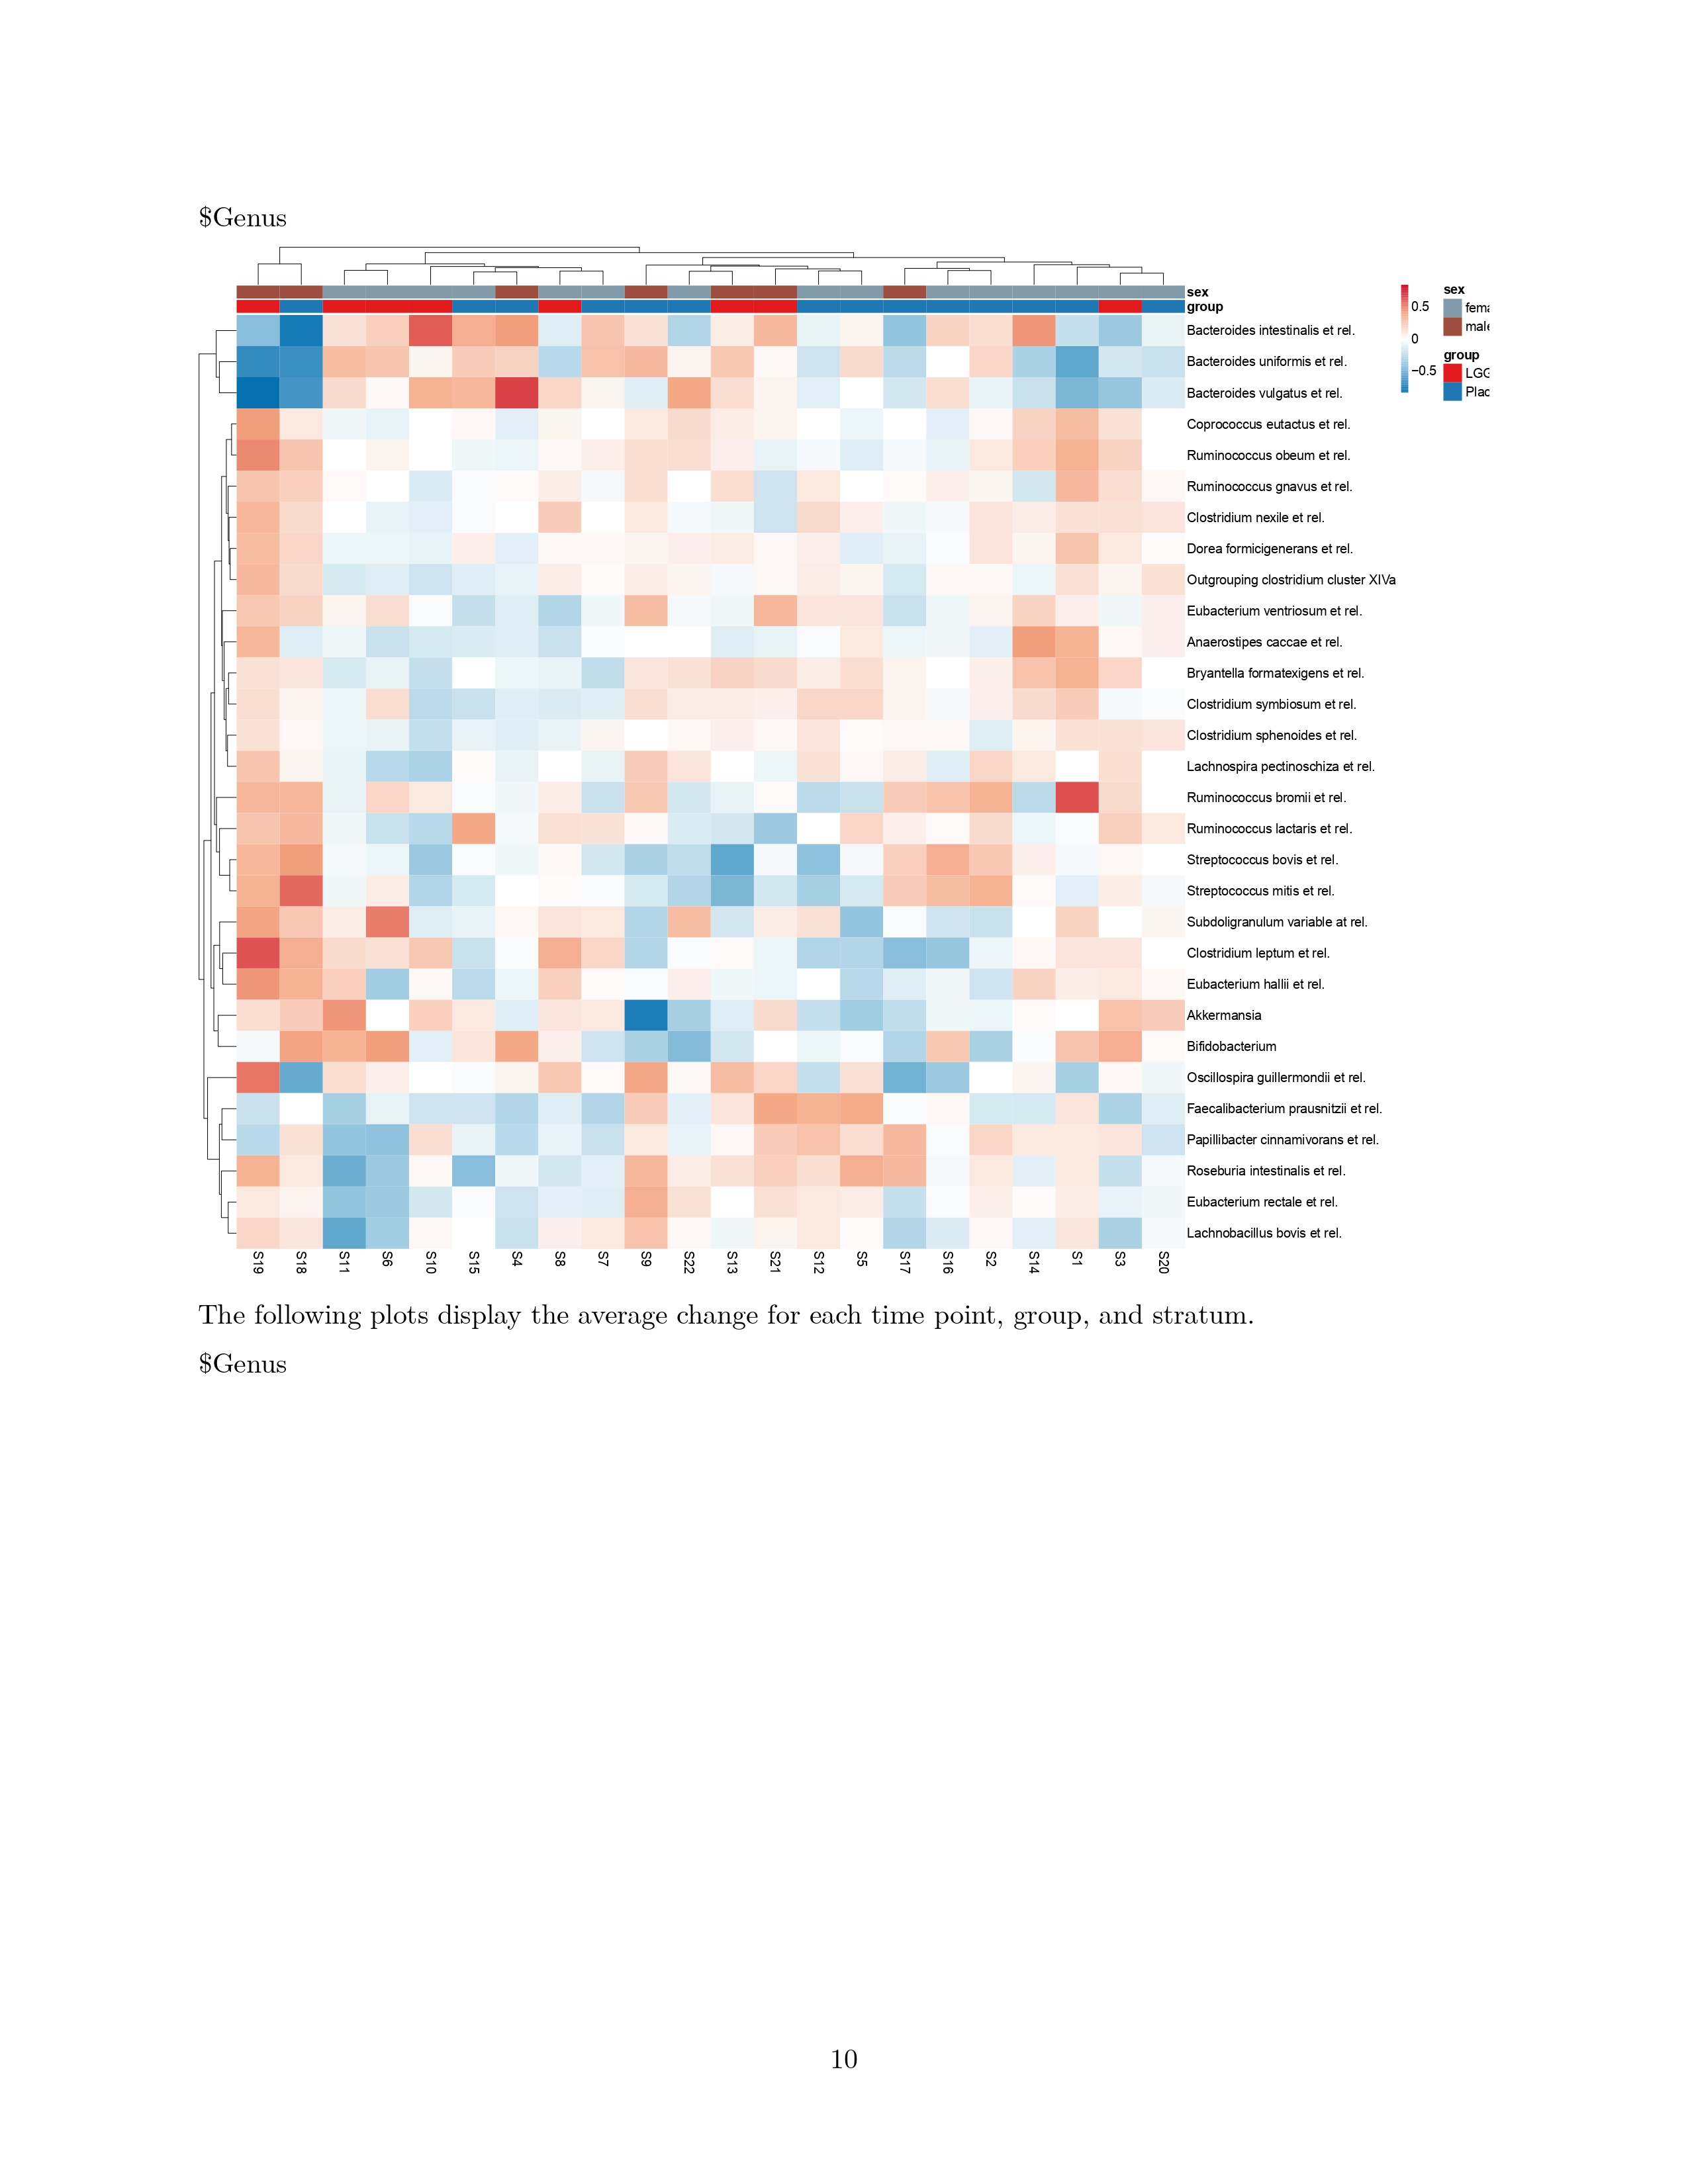 $Genus
sex
group
Bacteroides intestinalis et rel.
Bacteroides uniformis et rel.
Bacteroides vulgatus et rel.
Coprococcus eutactus et rel.
Ruminococcus obeum et rel.
Ruminococcus gnavus et rel.
Clostridium nexile et rel.
Dorea formicigenerans et rel.
Outgrouping clostridium cluster XIVa
Eubacterium ventriosum et rel.
Anaerostipes caccae et rel.
Bryantella formatexigens et rel.
Clostridium symbiosum et rel.
Clostridium sphenoides et rel.
Lachnospira pectinoschiza et rel.
Ruminococcus bromii et rel.
Ruminococcus lactaris et rel.
Streptococcus bovis et rel.
Streptococcus mitis et rel.
Subdoligranulum variable at rel.
Clostridium leptum et rel.
Eubacterium hallii et rel.
Akkermansia
Bifidobacterium
Oscillospira guillermondii et rel.
Faecalibacterium prausnitzii et rel.
Papillibacter cinnamivorans et rel.
Roseburia intestinalis et rel.
Eubacterium rectale et rel.
Lachnobacillus bovis et rel.
S19 S18 S11 S6 S10 S15 S4 S8 S7 S9 S22 S13 S21 S12 S5 S17 S16 S2 S14 S1 S3 S20
0.5
0
−0.5
sex
fema
male
group
LGG
Plac
The following plots display the average change for each time point, group, and stratum.
$Genus
10